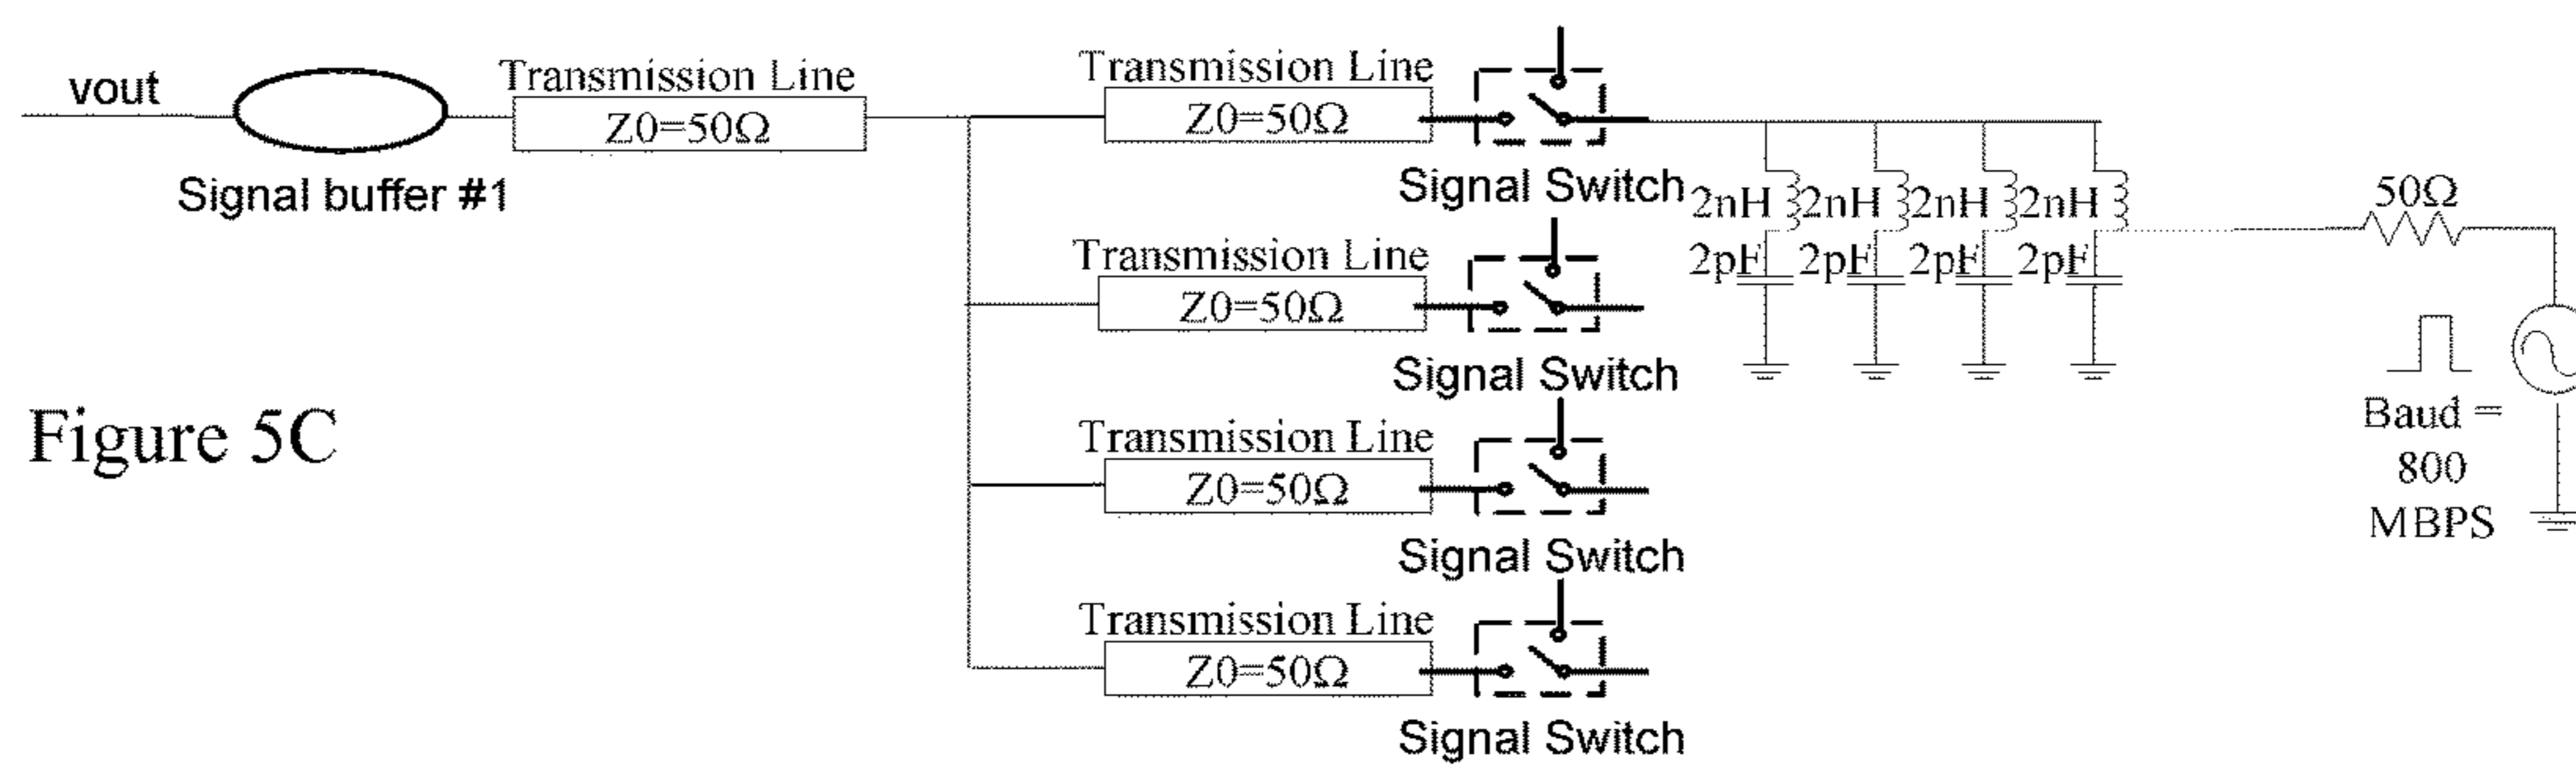 vout
Signal buffer #1
Transmission Line
Z0=50Ω
Transmission Line
Z0=50Ω
Signal Switch
Transmission Line
Z0=50Ω
Signal Switch
Transmission Line
Z0=50Ω
Signal Switch
Transmission Line
Z0=50Ω
Signal Switch
2nH 2nH 2nH 2nH
2pF 2pF 2pF 2pF
50Ω
Baud =
800
MBPS
Figure 5C